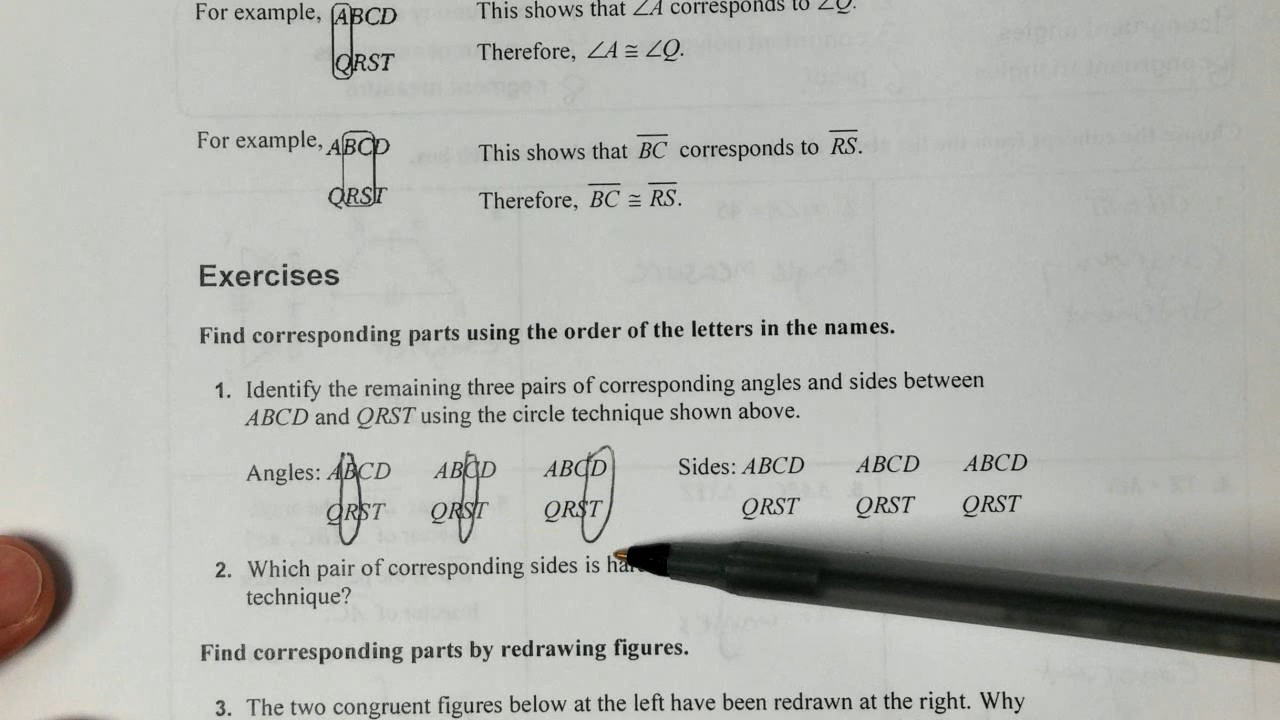 For example, ABCD This shows that ∠A corresponds to ∠Q.
QRST Therefore, ∠A ≅ ∠Q.
For example, ABCD This shows that BC corresponds to RS.
QRST Therefore, BC ≅ RS.
Exercises
Find corresponding parts using the order of the letters in the names.
1. Identify the remaining three pairs of corresponding angles and sides between
ABCD and QRST using the circle technique shown above.
Angles: ABCD ABCD ABCD Sides: ABCD ABCD ABCD
QRST QRST QRST QRST QRST QRST
2. Which pair of corresponding sides is
technique?
Find corresponding parts by redrawing figures.
3. The two congruent figures below at the left have been redrawn at the right. Why